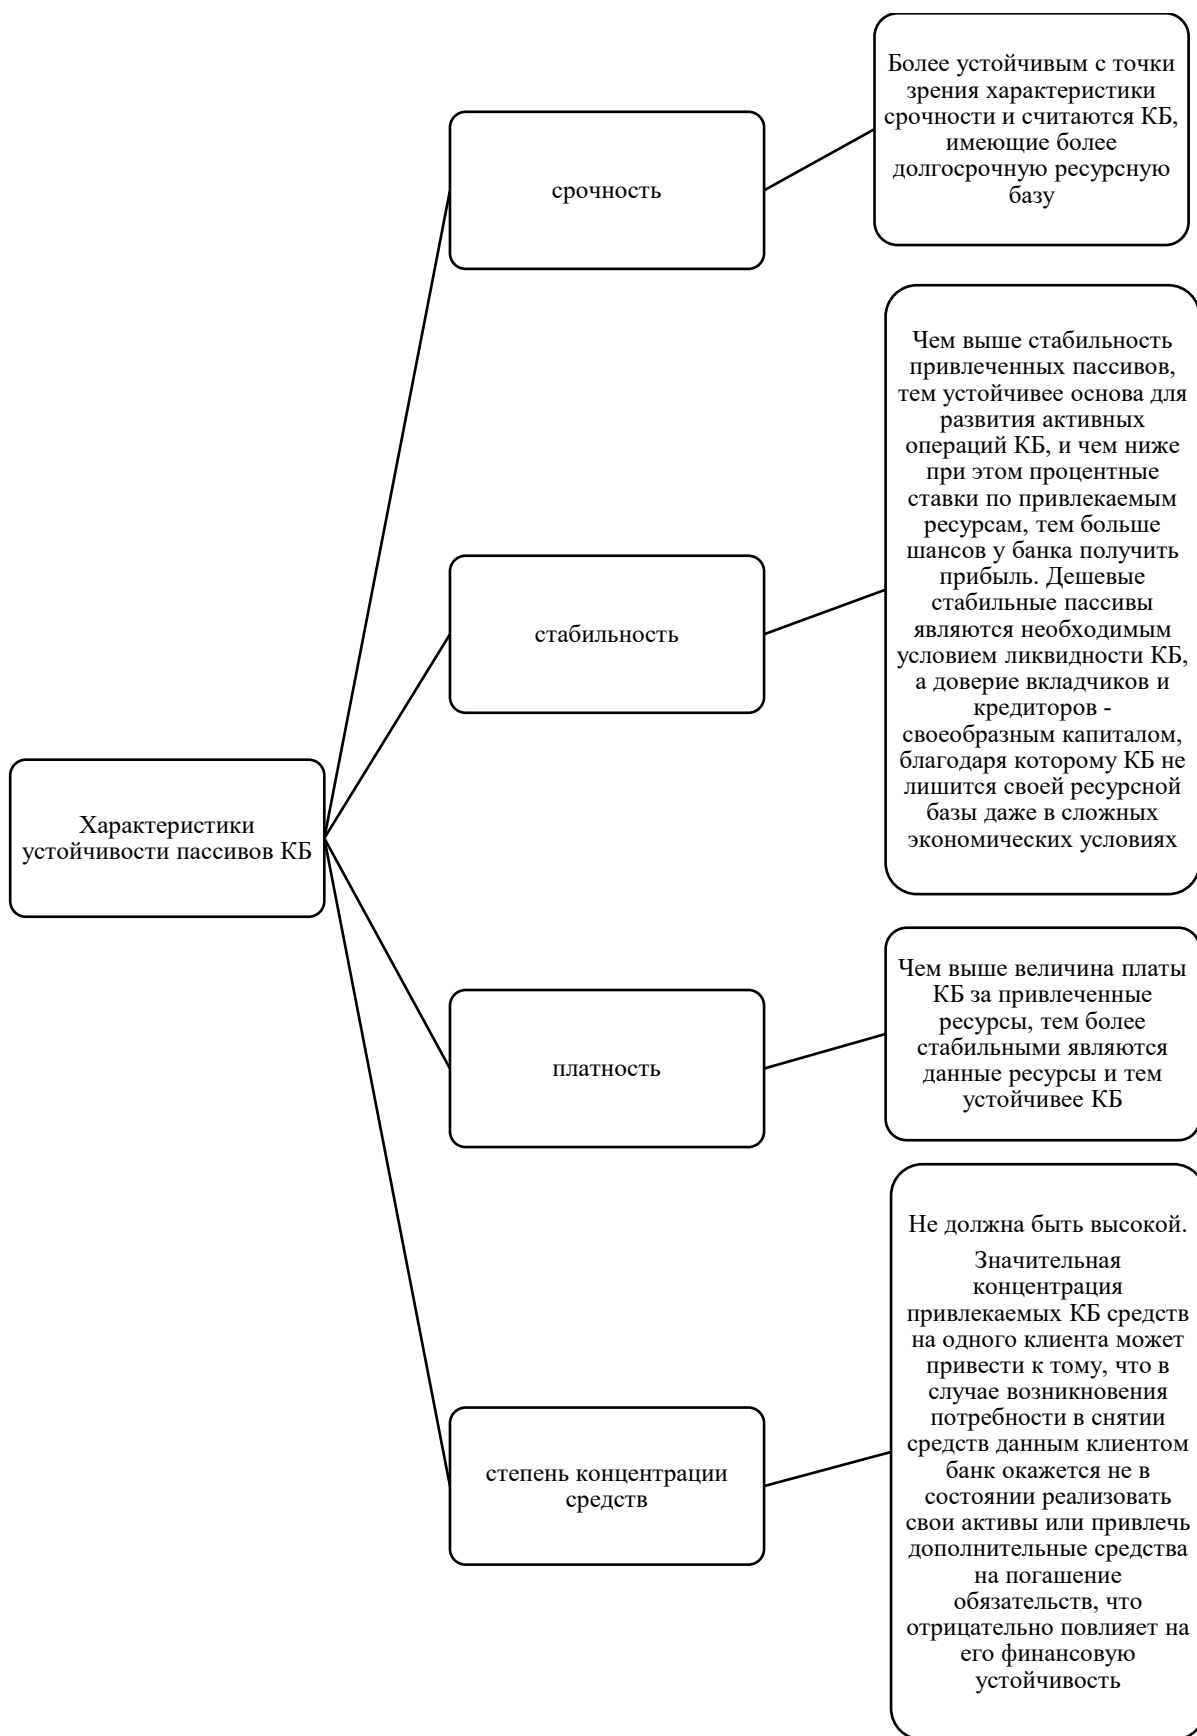 Характеристики
устойчивости пассивов КБ
срочность
Более устойчивым с точки
зрения характеристики
срочности и считаются КБ,
имеющие более
долгосрочную ресурсную
базу
стабильность
Чем выше стабильность
привлеченных пассивов,
тем устойчивее основа для
развития активных
операций КБ, и чем ниже
при этом процентные
ставки по привлекаемым
ресурсам, тем больше
шансов у банка получить
прибыль. Дешевые
стабильные пассивы
являются необходимым
условием ликвидности КБ,
а доверие вкладчиков и
кредиторов -
своеобразным капиталом,
благодаря которому КБ не
лишится своей ресурсной
базы даже в сложных
экономических условиях
платность
Чем выше величина платы
КБ за привлеченные
ресурсы, тем более
стабильными являются
данные ресурсы и тем
устойчивее КБ
степень концентрации
средств
Не должна быть высокой.
Значительная
концентрация
привлекаемых КБ средств
на одного клиента может
привести к тому, что в
случае возникновения
потребности в снятии
средств данным клиентом
банк окажется не в
состоянии реализовать
свои активы или привлечь
дополнительные средства
на погашение
обязательств, что
отрицательно повлияет на
его финансовую
устойчивость